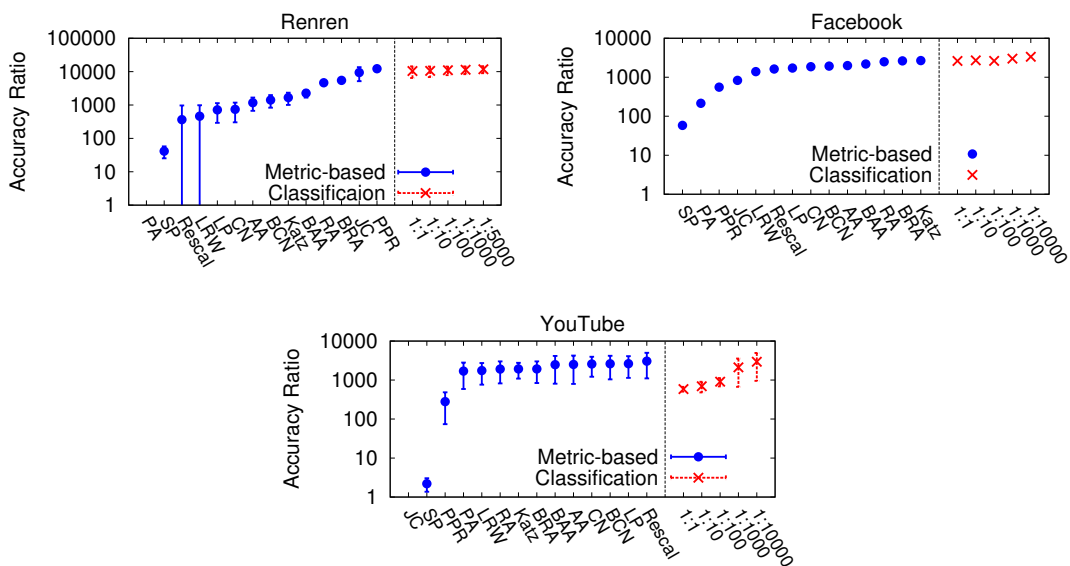 Renren
Accuracy Ratio
100000
10000
1000
100
10
1
Metric-based
Classificaion
PA
SP
Rescal
LRW
LP
CN
AA
BCN
Katz
BAA
RA
BRA
JC
PPR
1:1
1:10
1:100
1:1000
1:5000
Facebook
Accuracy Ratio
10000
1000
100
10
1
Metric-based
Classification
SP
PA
PPR
JC
LRW
Rescal
LP
CN
BCN
AA
BAA
RA
BRA
Katz
1:1
1:10
1:100
1:1000
1:10000
YouTube
Accuracy Ratio
10000
1000
100
10
1
Metric-based
Classification
JC
SP
PPR
PA
LRW
RA
Katz
BRA
BAA
AA
CN
BCN
LP
Rescal
1:1
1:10
1:100
1:1000
1:10000